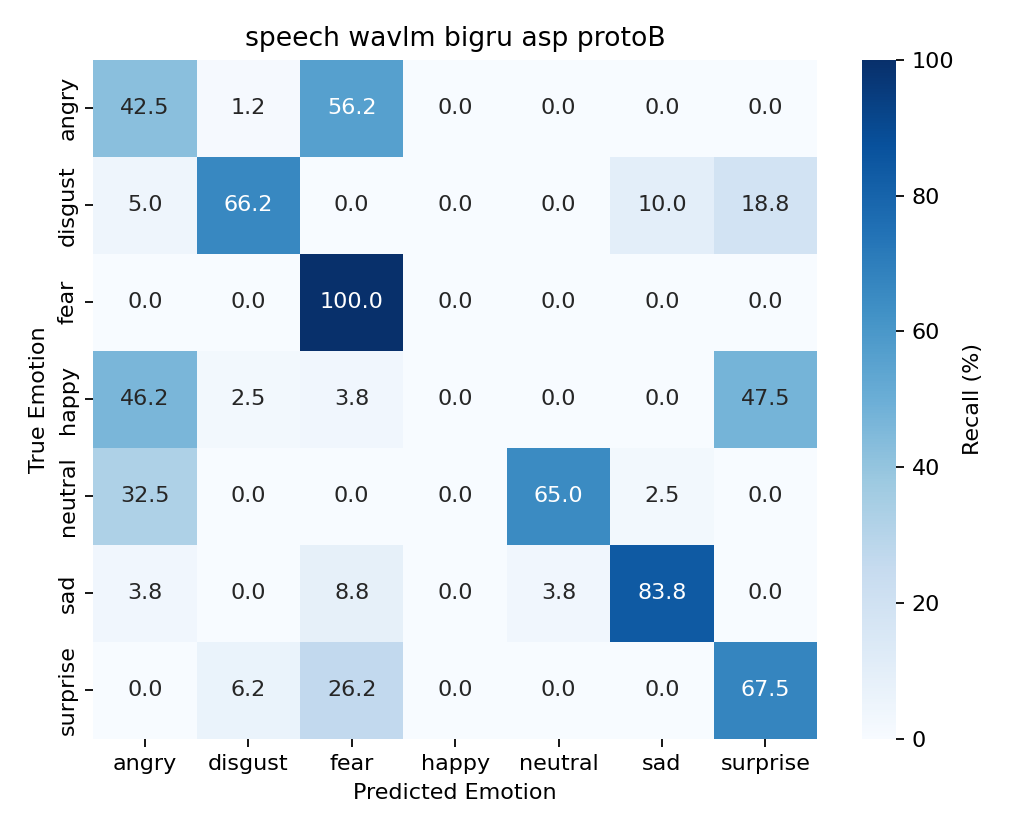 speech wavlm bigru asp protoB
angry 42.5 1.2 56.2 0.0 0.0 0.0 0.0
disgust 5.0 66.2 0.0 0.0 0.0 10.0 18.8
fear 0.0 0.0 100.0 0.0 0.0 0.0 0.0
happy 46.2 2.5 3.8 0.0 0.0 0.0 47.5
neutral 32.5 0.0 0.0 0.0 65.0 2.5 0.0
sad 3.8 0.0 8.8 0.0 3.8 83.8 0.0
surprise 0.0 6.2 26.2 0.0 0.0 0.0 67.5
angry disgust fear happy neutral sad surprise
Predicted Emotion
True Emotion
100
80
60
40
20
0
Recall (%)